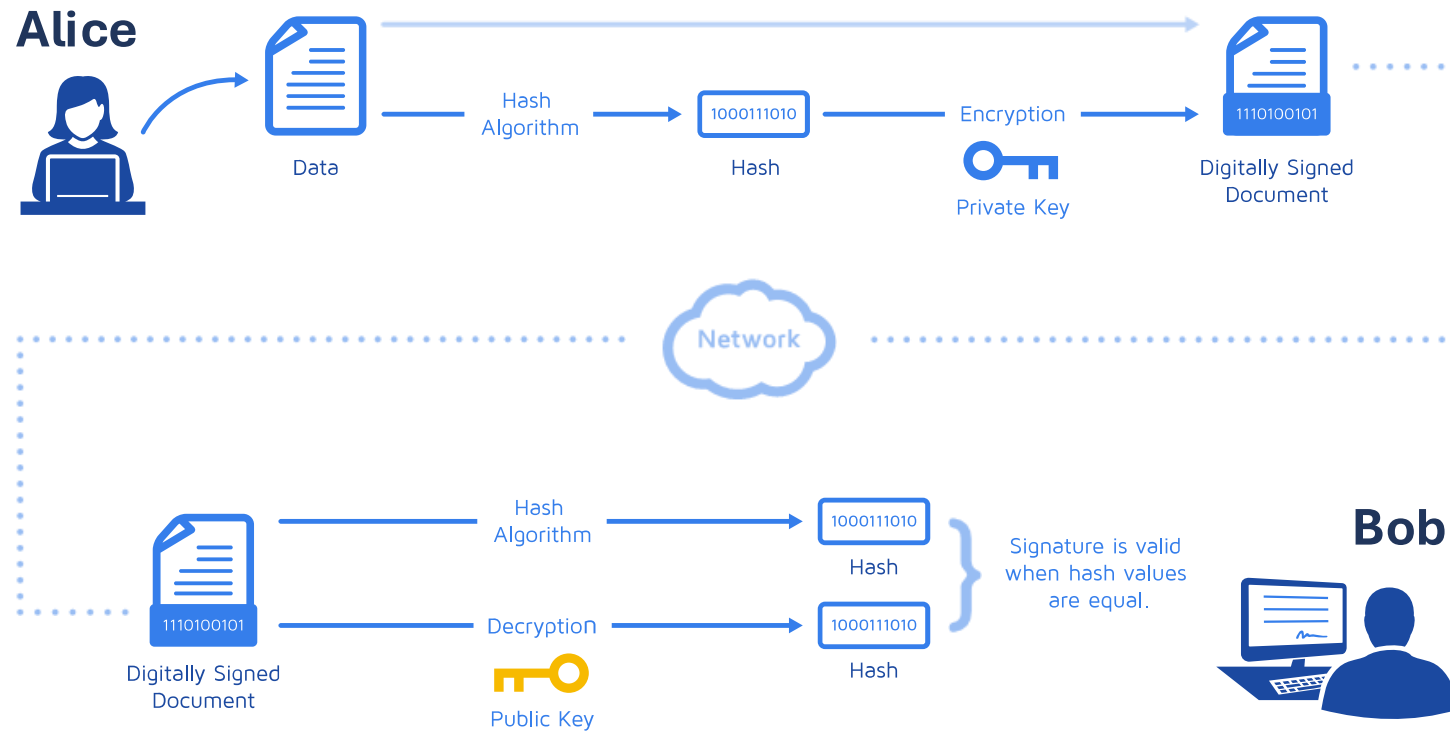 Alice
Hash
Algorithm
1000111010
Encryption
1110100101
Data
Hash
Private Key
Digitally Signed
Document
Network
Hash
Algorithm
1000111010
Hash
Signature is valid
when hash values
are equal.
Bob
1110100101
Decryption
1000111010
Hash
Digitally Signed
Document
Public Key